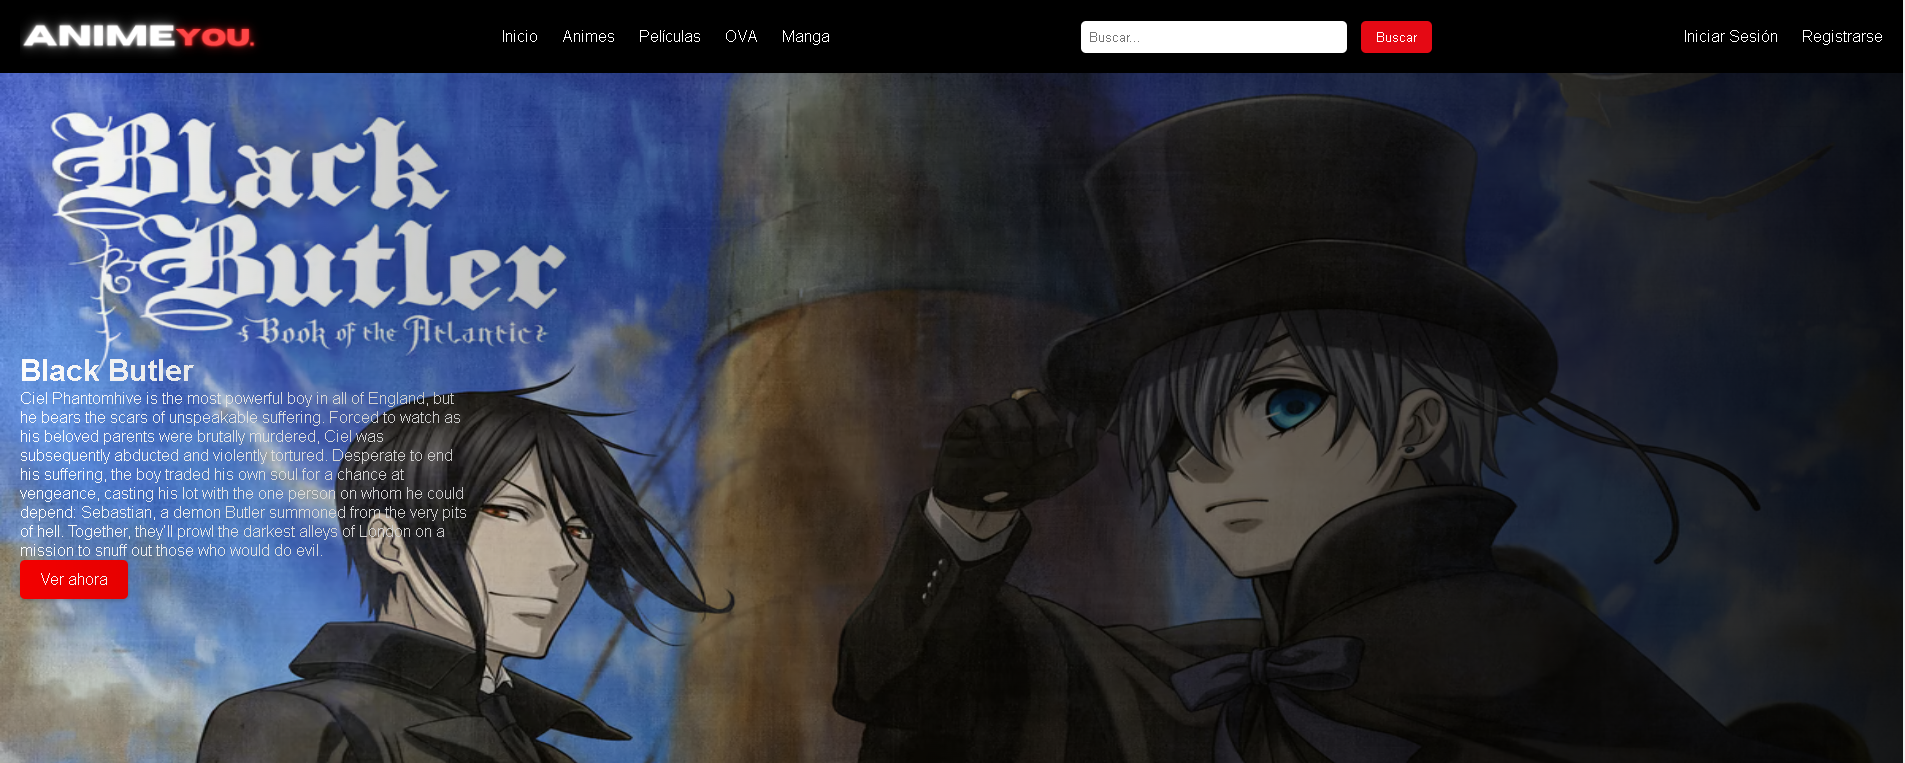 ANIMEYOU.
Inicio Animes Películas OVA Manga
Buscar...
Buscar
Iniciar Sesión Registrarse
Black
Butler
Book of the Atlantic
Black Butler
Ciel Phantomhive is the most powerful boy in all of England, but
he bears the scars of unspeakable suffering. Forced to watch as
his beloved parents were brutally murdered, Ciel was
subsequently abducted and violently tortured. Desperate to end
his suffering, the boy traded his own soul for a chance at
vengeance, casting his lot with the one person on whom he could
depend: Sebastian, a demon Butler summoned from the very pits
of hell. Together, they'll prowl the darkest alleys of London on a
mission to snuff out those who would do evil.
Ver ahora